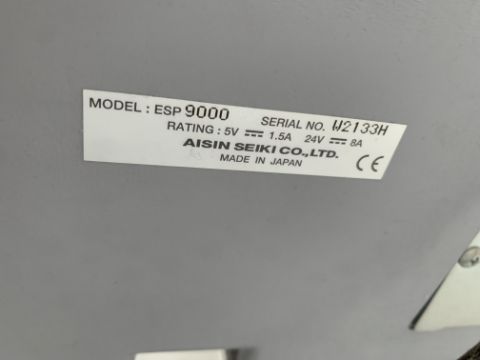 MODEL : ESP 9000 SERIAL NO. W2133H
RATING : 5V ⎓ 1.5A 24V ⎓ 8A
AISIN SEIKI CO.,LTD.
MADE IN JAPAN CE